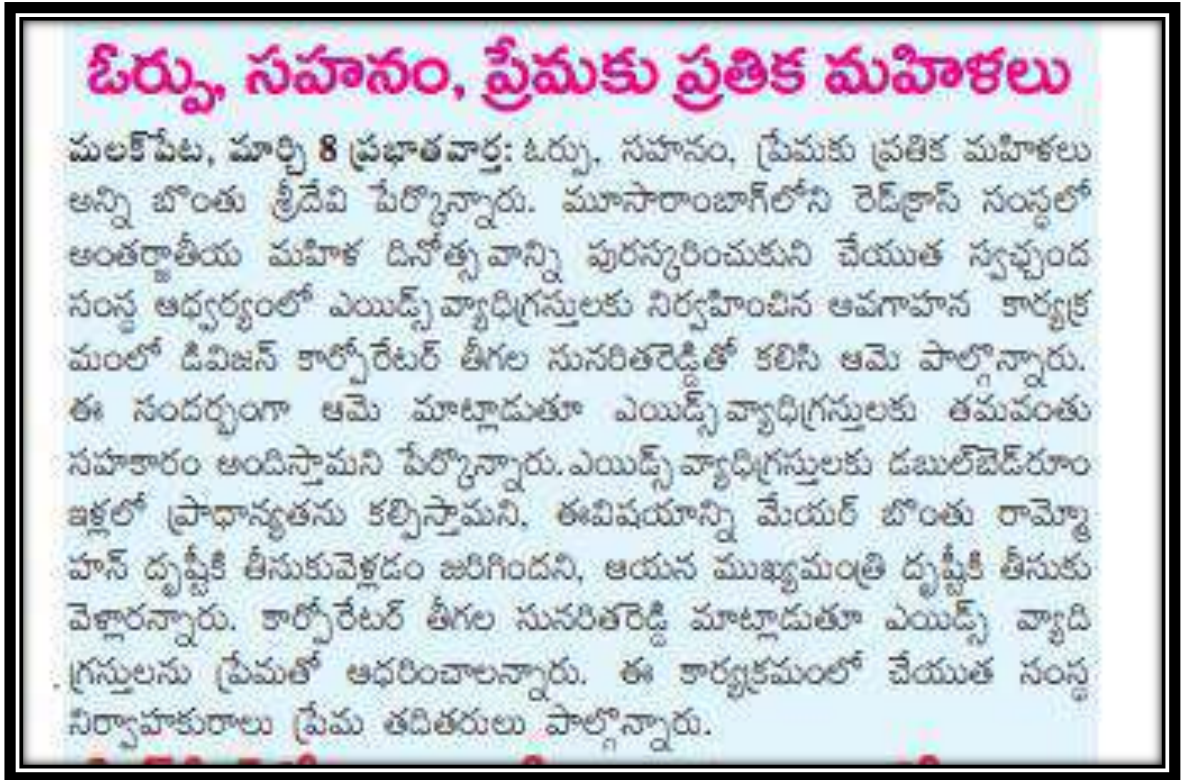 ఓర్పు, సహనం, ప్రేమకు ప్రతిక మహిళలు
మలక్‌పేట, మార్చి 8 ప్రభాతవార్త: ఓర్పు, సహనం, ప్రేమకు ప్రతిక మహిళలు
అన్ని బొంతు శ్రీదేవి పేర్కొన్నారు. మూసారాంబాగ్‌లోని రెడ్‌క్రాస్ సంస్థలో
అంతర్జాతీయ మహిళ దినోత్సవాన్ని పురస్కరించుకుని చేయుత స్వచ్ఛంద
సంస్థ ఆధ్వర్యంలో ఎయిడ్స్‌వ్యాధిగ్రస్తులకు నిర్వహించిన అవగాహన కార్యక్ర
మంలో డివిజన్ కార్పోరేటర్ తీగల సునరితరెడ్డితో కలిసి ఆమె పాల్గొన్నారు.
ఈ సందర్భంగా ఆమె మాట్లాడుతూ ఎయిడ్స్‌వ్యాధిగ్రస్తులకు తమవంతు
సహకారం అందిస్తామని పేర్కొన్నారు.ఎయిడ్స్‌వ్యాధిగ్రస్తులకు డబుల్‌బెడ్‌రూం
ఇళ్లలో ప్రాధాన్యతను కల్పిస్తామని, ఈవిషయాన్ని మేయర్ బొంతు రామ్మో
హన్ దృష్టికి తీసుకువెళ్లడం జరిగిందని, ఆయన ముఖ్యమంత్రి దృష్టికి తీసుకు
వెళ్లారన్నారు. కార్పోరేటర్ తీగల సునరితరెడ్డి మాట్లాడుతూ ఎయిడ్స్ వ్యాది
గ్రస్తులను ప్రేమతో ఆధరించాలన్నారు. ఈ కార్యక్రమంలో చేయుత సంస్థ
నిర్వాహకురాలు ప్రేమ తదితరులు పాల్గొన్నారు.